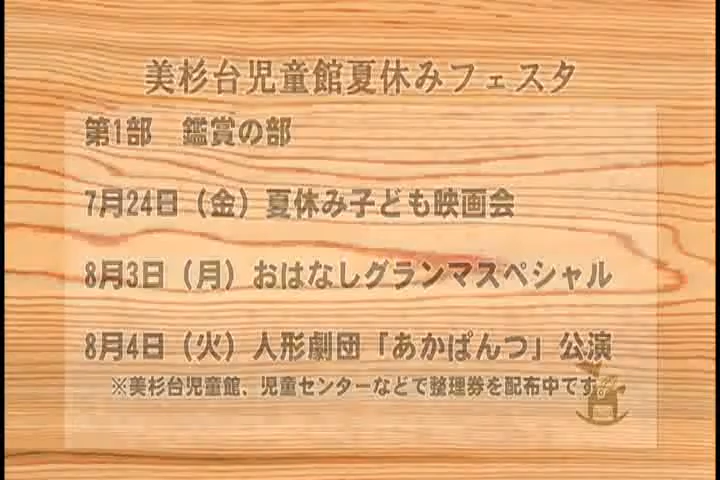 美杉台児童館夏休みフェスタ
第1部　鑑賞の部
7月24日（金）夏休み子ども映画会
8月3日（月）おはなしグランマスペシャル
8月4日（火）人形劇団「あかぱんつ」公演
※美杉台児童館、児童センターなどで整理券を配布中です。